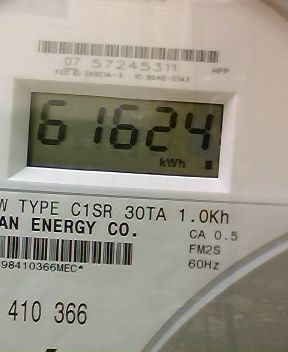 07 57245311
HPP
61624
kWh
W TYPE C1SR 30TA 1.0Kh
AN ENERGY CO.
CA 0.5
FM2S
60Hz
98410366MEC*
410 366